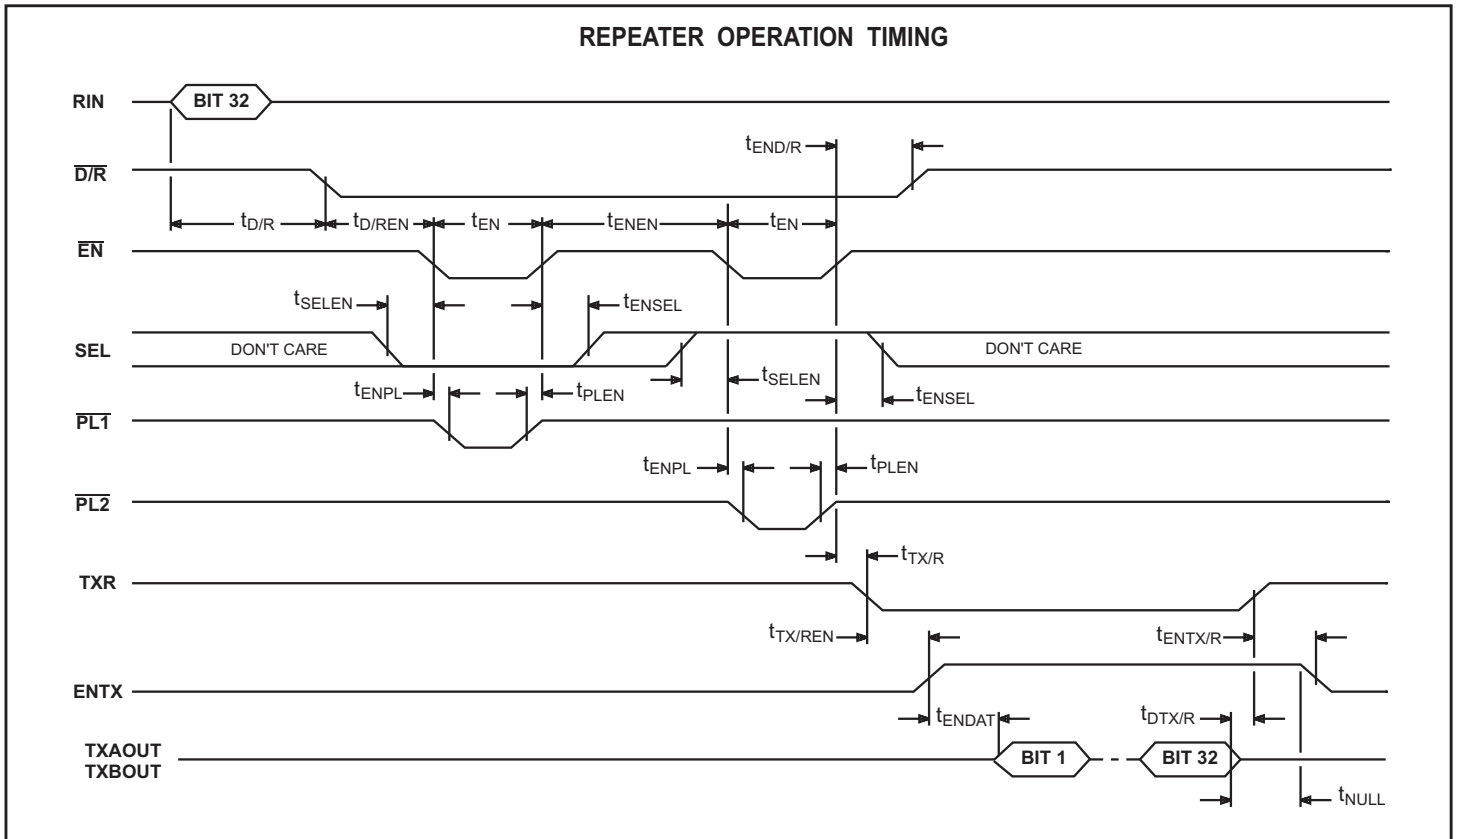 REPEATER OPERATION TIMING
RIN BIT 32
tEND/R
D/R
tD/R tD/REN tEN tENEN tEN
EN
tSELEN tENSEL
SEL DON'T CARE DON'T CARE
tENPL tPLEN tSELEN tENSEL
PL1
tENPL tPLEN
PL2
tTX/R
TXR
tTX/REN tENTX/R
ENTX
tENDAT tDTX/R
TXAOUT
TXBOUT BIT 1 BIT 32
tNULL